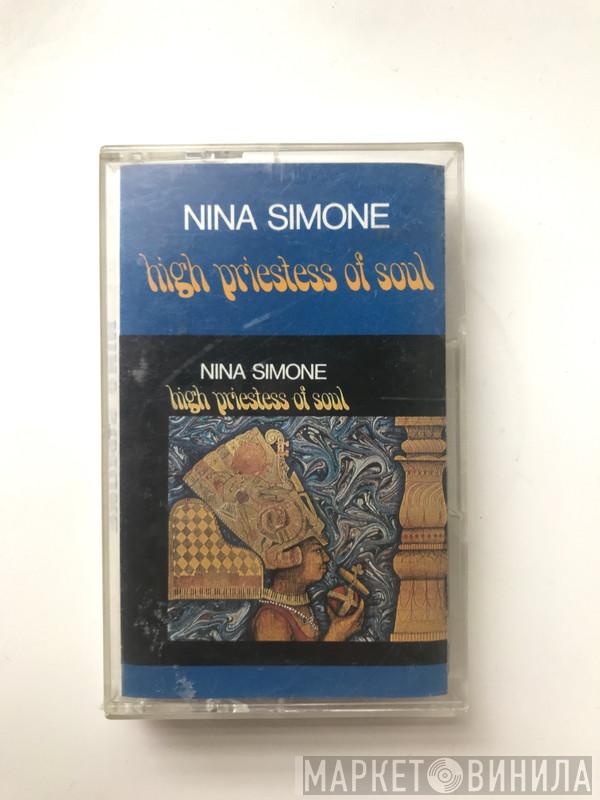 NINA SIMONE
high priestess of soul
NINA SIMONE
high priestess of soul
МАРКЕТ ВИНИЛА